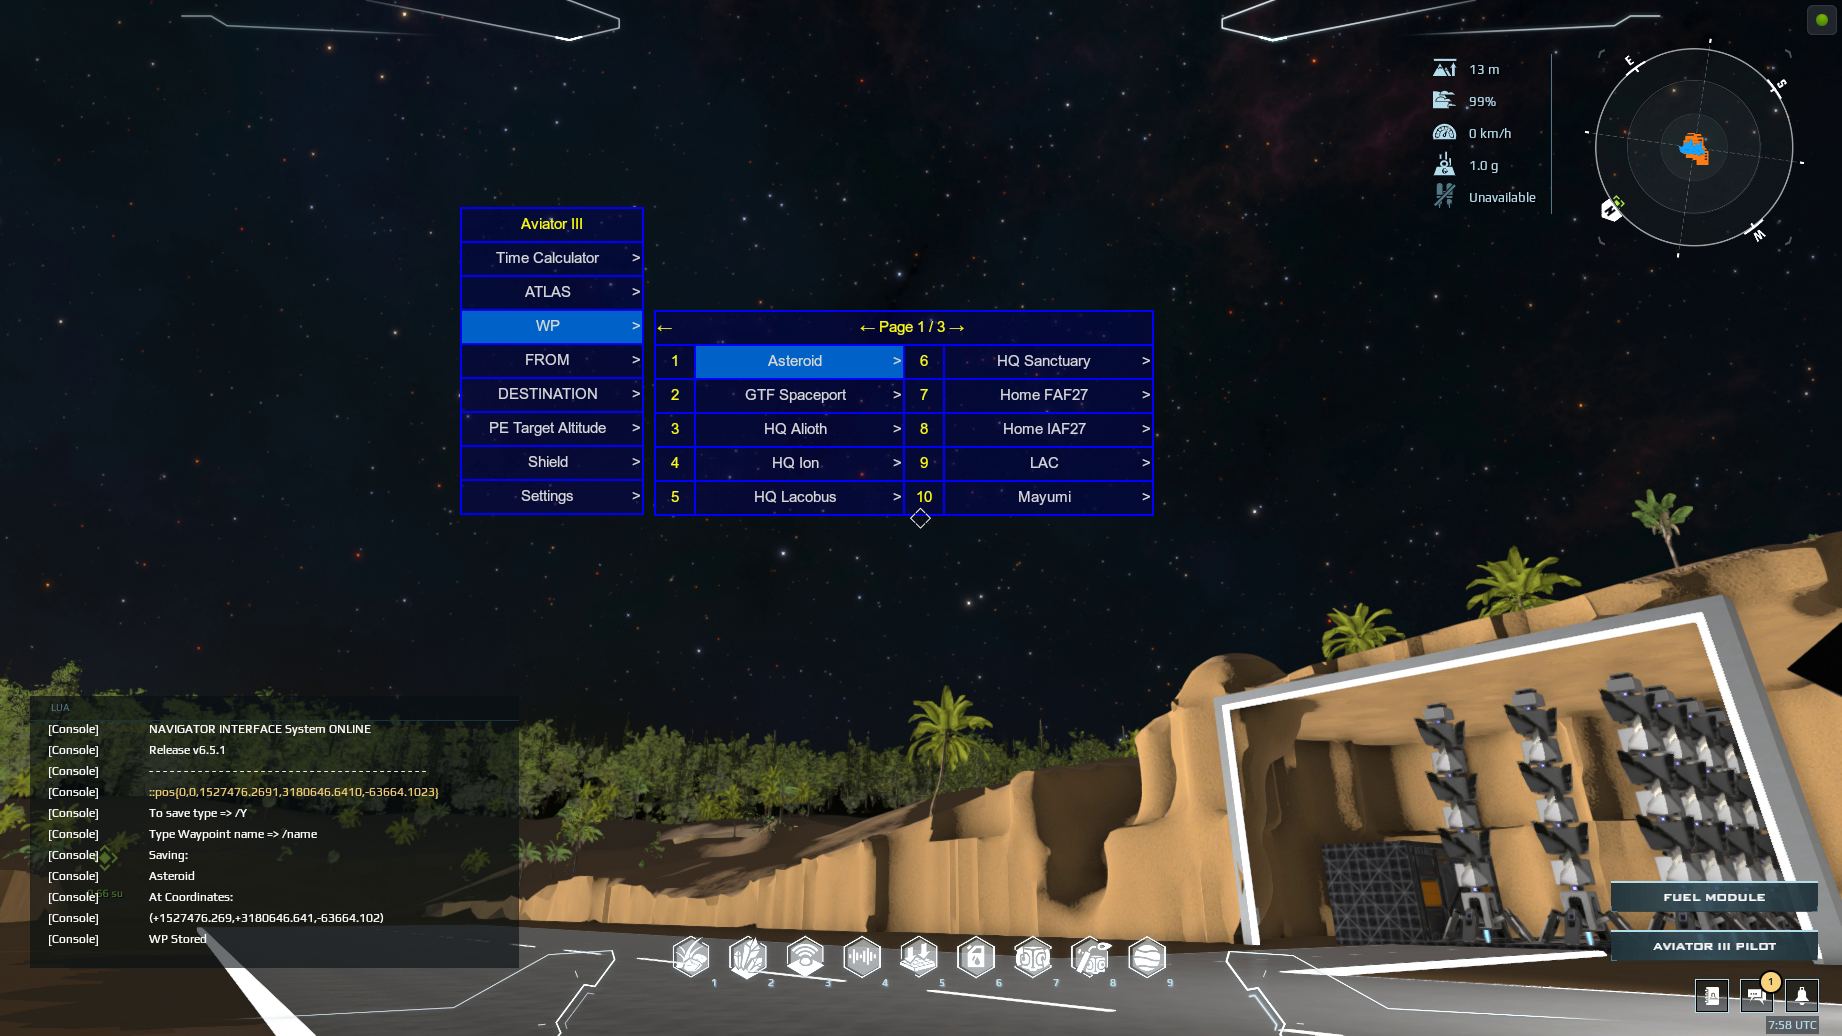 13 m
99%
0 km/h
1.0 g
Unavailable
E
S
N
W
Aviator III
Time Calculator >
ATLAS >
WP >
FROM >
DESTINATION >
PE Target Altitude >
Shield >
Settings >
← ← Page 1 / 3 →
1 Asteroid > 6 HQ Sanctuary >
2 GTF Spaceport > 7 Home FAF27 >
3 HQ Alioth > 8 Home IAF27 >
4 HQ Ion > 9 LAC >
5 HQ Lacobus > 10 Mayumi >
LUA
[Console] NAVIGATOR INTERFACE System ONLINE
[Console] Release v6.5.1
[Console] ----------------------------------------
[Console] ::pos{0,0,1527476.2691,3180646.6410,-63664.1023}
[Console] To save type => /Y
[Console] Type Waypoint name => /name
[Console] Saving:
[Console] Asteroid
[Console] At Coordinates:
[Console] (+1527476.269,+3180646.641,-63664.102)
[Console] WP Stored
su
FUEL MODULE
AVIATOR III PILOT
1 2 3 4 5 6 7 8 9
1
7:58 UTC